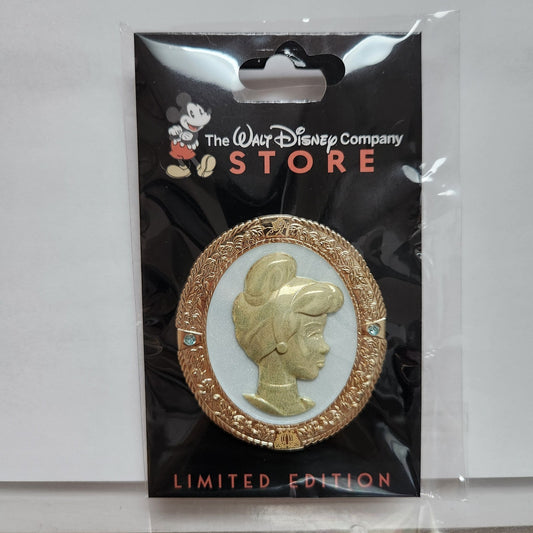 The WALT DISNEY Company
STORE
LIMITED EDITION